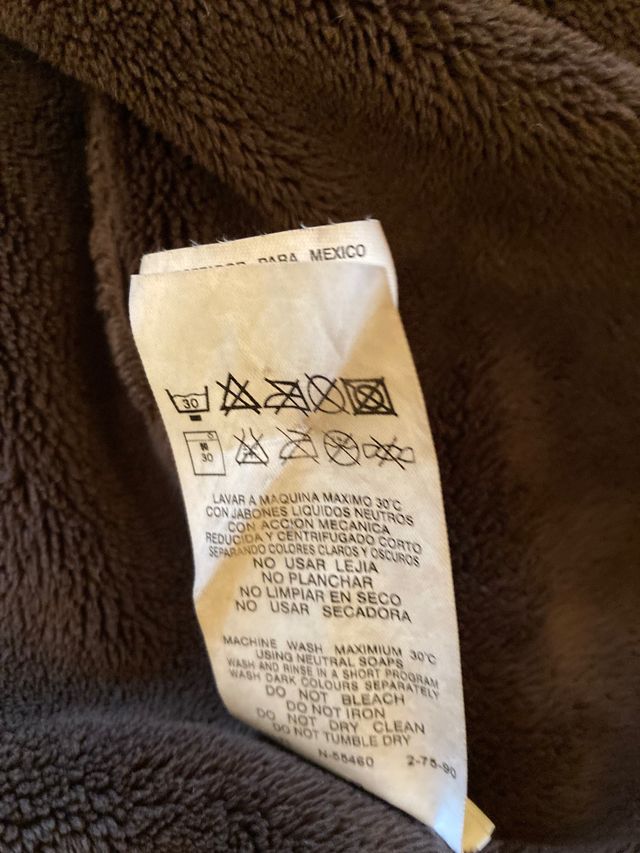 PARA MEXICO
30
30
LAVAR A MAQUINA MAXIMO 30°C
CON JABONES LIQUIDOS NEUTROS
CON ACCION MECANICA
REDUCIDA Y CENTRIFUGADO CORTO
SEPARANDO COLORES CLAROS Y OSCUROS
NO USAR LEJIA
NO PLANCHAR
NO LIMPIAR EN SECO
NO USAR SECADORA
MACHINE WASH MAXIMIUM 30°C
USING NEUTRAL SOAPS
WASH AND RINSE IN A SHORT PROGRAM
WASH DARK COLOURS SEPARATELY
DO NOT BLEACH
DO NOT IRON
DO NOT DRY CLEAN
DO NOT TUMBLE DRY
2-75-90